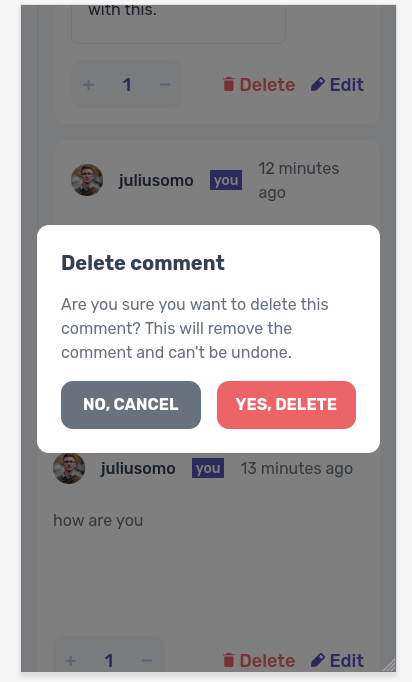 with this.
+ 1 − Delete Edit
juliusomo you 12 minutes
ago
Delete comment
Are you sure you want to delete this
comment? This will remove the
comment and can't be undone.
NO, CANCEL YES, DELETE
juliusomo you 13 minutes ago
how are you
+ 1 − Delete Edit